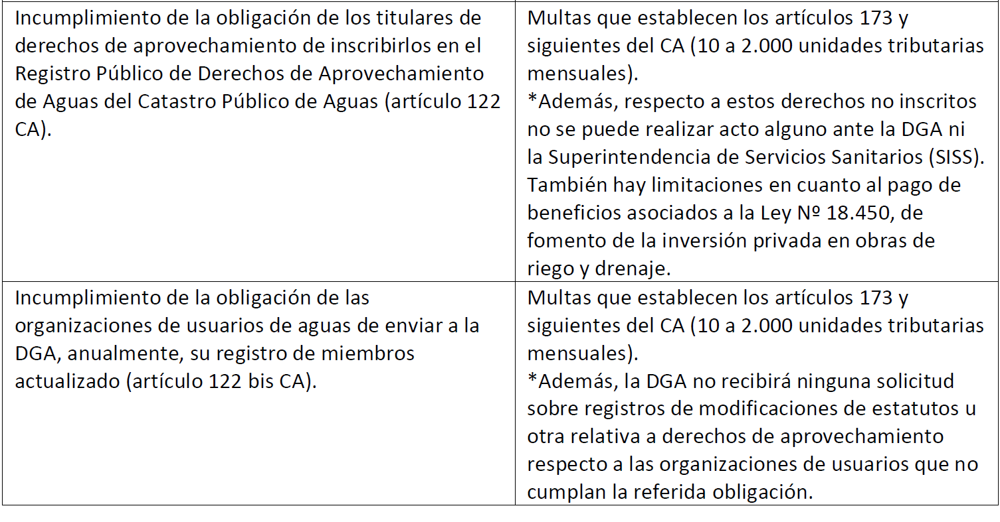 Incumplimiento de la obligación de los titulares de
derechos de aprovechamiento de inscribirlos en el
Registro Público de Derechos de Aprovechamiento
de Aguas del Catastro Público de Aguas (artículo 122
CA).
Multas que establecen los artículos 173 y
siguientes del CA (10 a 2.000 unidades tributarias
mensuales).
*Además, respecto a estos derechos no inscritos
no se puede realizar acto alguno ante la DGA ni
la Superintendencia de Servicios Sanitarios (SISS).
También hay limitaciones en cuanto al pago de
beneficios asociados a la Ley Nº 18.450, de
fomento de la inversión privada en obras de
riego y drenaje.
Incumplimiento de la obligación de las
organizaciones de usuarios de aguas de enviar a la
DGA, anualmente, su registro de miembros
actualizado (artículo 122 bis CA).
Multas que establecen los artículos 173 y
siguientes del CA (10 a 2.000 unidades tributarias
mensuales).
*Además, la DGA no recibirá ninguna solicitud
sobre registros de modificaciones de estatutos u
otra relativa a derechos de aprovechamiento
respecto a las organizaciones de usuarios que no
cumplan la referida obligación.